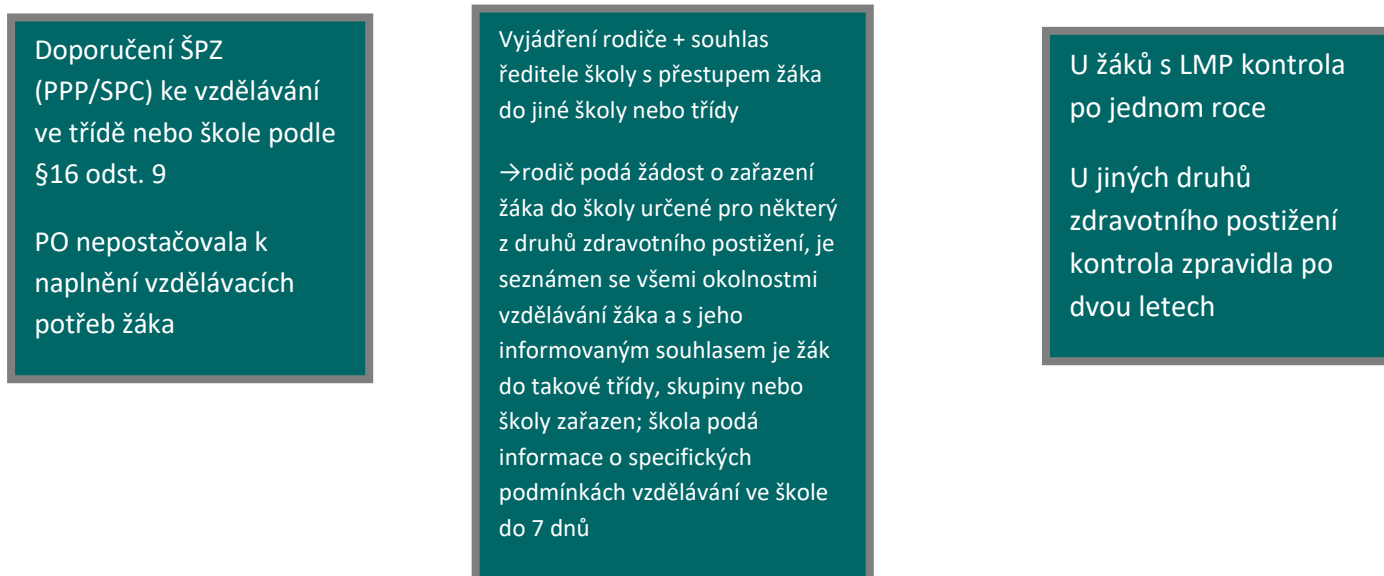 Doporučení ŠPZ
(PPP/SPC) ke vzdělávání
ve třídě nebo škole podle
§16 odst. 9
PO nepostačovala k
naplnění vzdělávacích
potřeb žáka
Vyjádření rodiče + souhlas
ředitele školy s přestupem žáka
do jiné školy nebo třídy
→rodič podá žádost o zařazení
žáka do školy určené pro některý
z druhů zdravotního postižení, je
seznámen se všemi okolnostmi
vzdělávání žáka a s jeho
informovaným souhlasem je žák
do takové třídy, skupiny nebo
školy zařazen; škola podá
informace o specifických
podmínkách vzdělávání ve škole
do 7 dnů
U žáků s LMP kontrola
po jednom roce
U jiných druhů
zdravotního postižení
kontrola zpravidla po
dvou letech